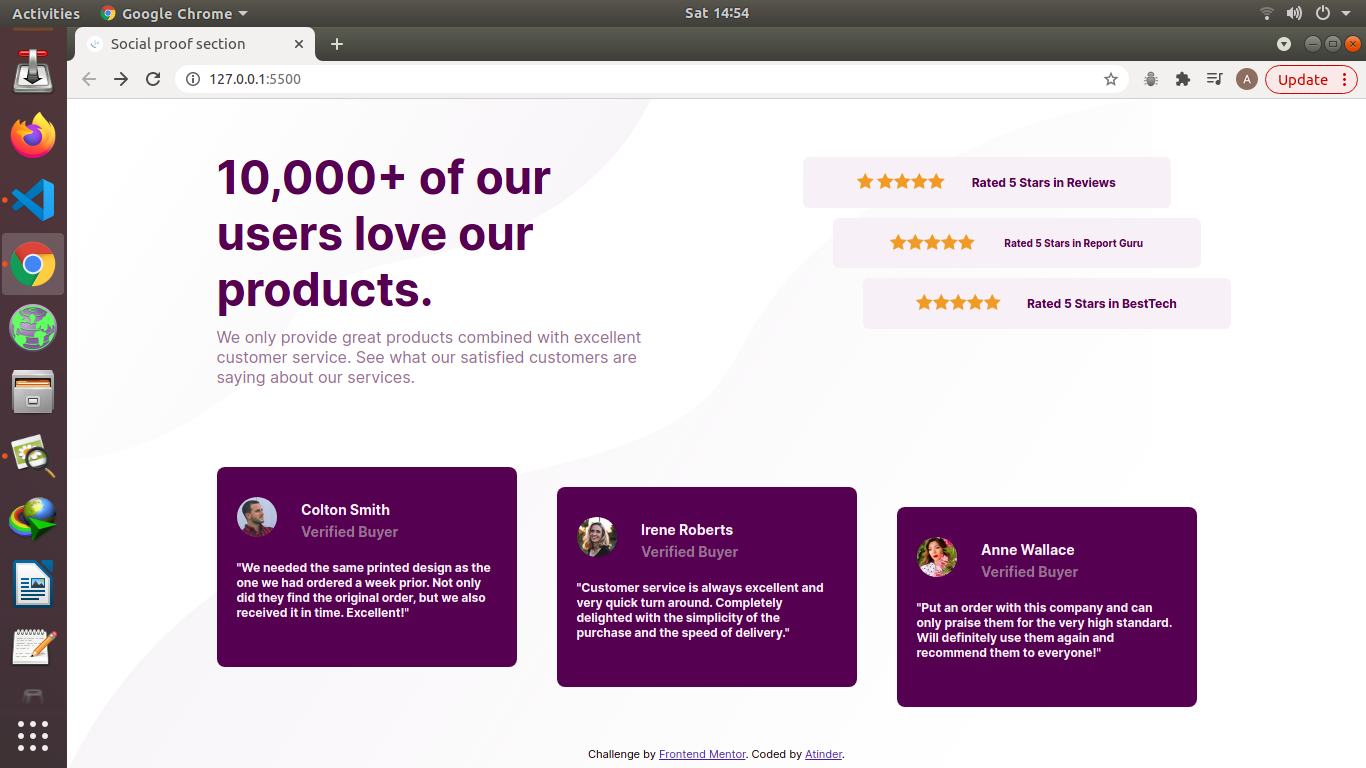 Activities
Google Chrome
Sat 14:54
Social proof section
127.0.0.1:5500
A
Update
10,000+ of our
users love our
products.
We only provide great products combined with excellent
customer service. See what our satisfied customers are
saying about our services.
Rated 5 Stars in Reviews
Rated 5 Stars in Report Guru
Rated 5 Stars in BestTech
Colton Smith
Verified Buyer
"We needed the same printed design as the
one we had ordered a week prior. Not only
did they find the original order, but we also
received it in time. Excellent!"
Irene Roberts
Verified Buyer
"Customer service is always excellent and
very quick turn around. Completely
delighted with the simplicity of the
purchase and the speed of delivery."
Anne Wallace
Verified Buyer
"Put an order with this company and can
only praise them for the very high standard.
Will definitely use them again and
recommend them to everyone!"
Challenge by Frontend Mentor. Coded by Atinder.